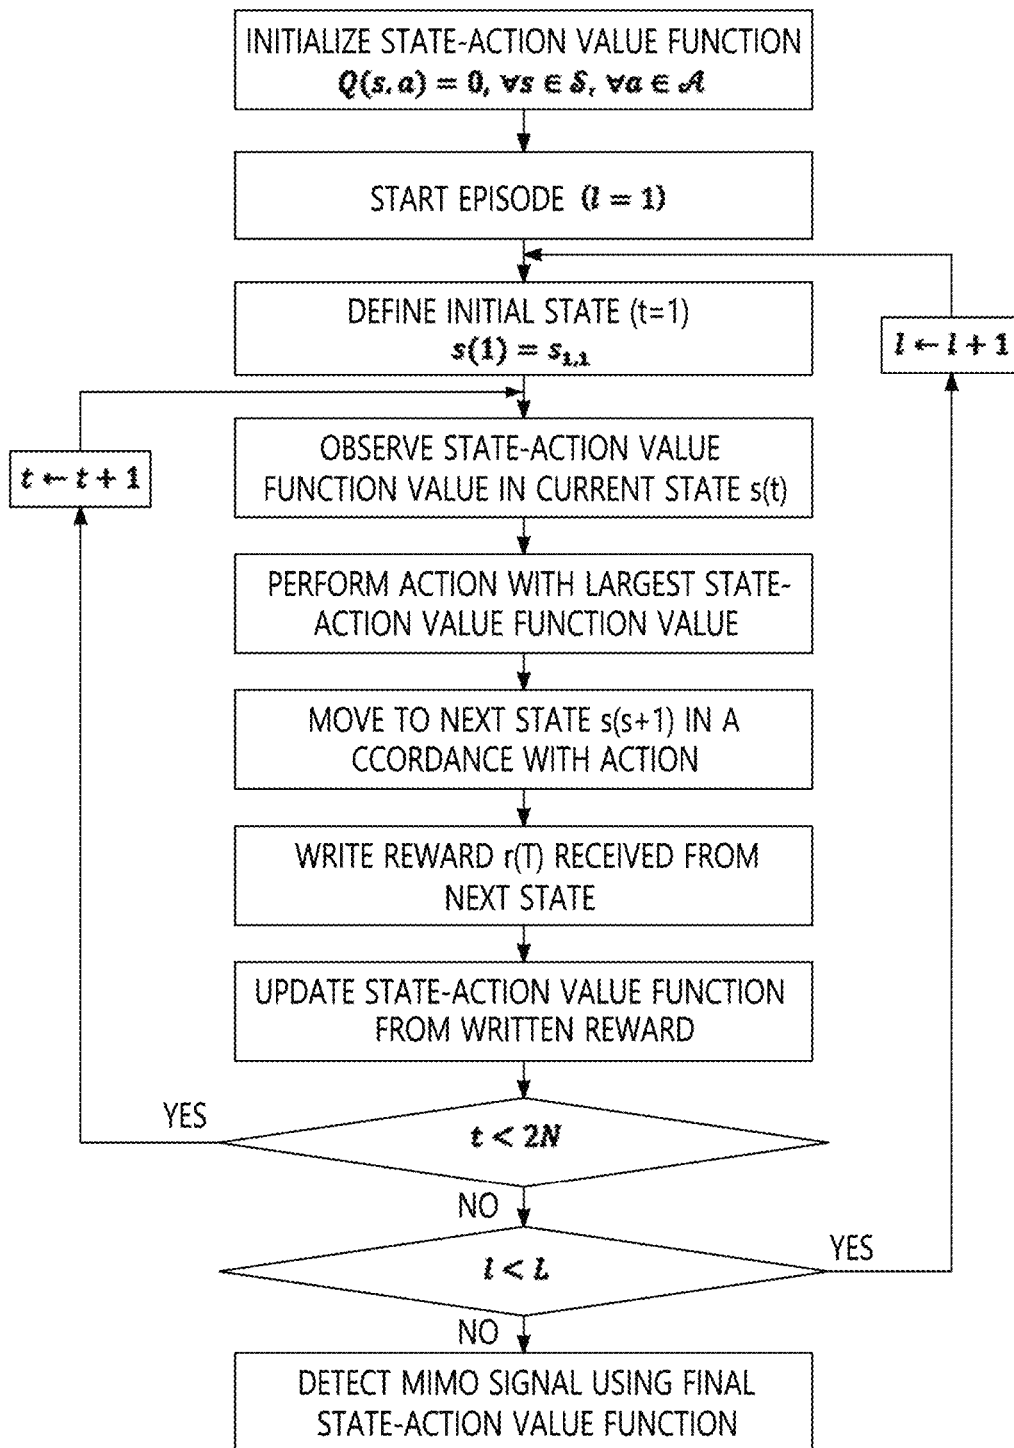 INITIALIZE STATE-ACTION VALUE FUNCTION
Q(s, a) = 0, ∀s ∈ 𝒮, ∀a ∈ 𝒜
START EPISODE (l = 1)
DEFINE INITIAL STATE (t=1)
s(1) = s₁,₁
l ← l + 1
t ← t + 1
OBSERVE STATE-ACTION VALUE
FUNCTION VALUE IN CURRENT STATE s(t)
PERFORM ACTION WITH LARGEST STATE-
ACTION VALUE FUNCTION VALUE
MOVE TO NEXT STATE s(s+1) IN A
CCORDANCE WITH ACTION
WRITE REWARD r(T) RECEIVED FROM
NEXT STATE
UPDATE STATE-ACTION VALUE FUNCTION
FROM WRITTEN REWARD
YES
t < 2N
NO
l < L
YES
NO
DETECT MIMO SIGNAL USING FINAL
STATE-ACTION VALUE FUNCTION